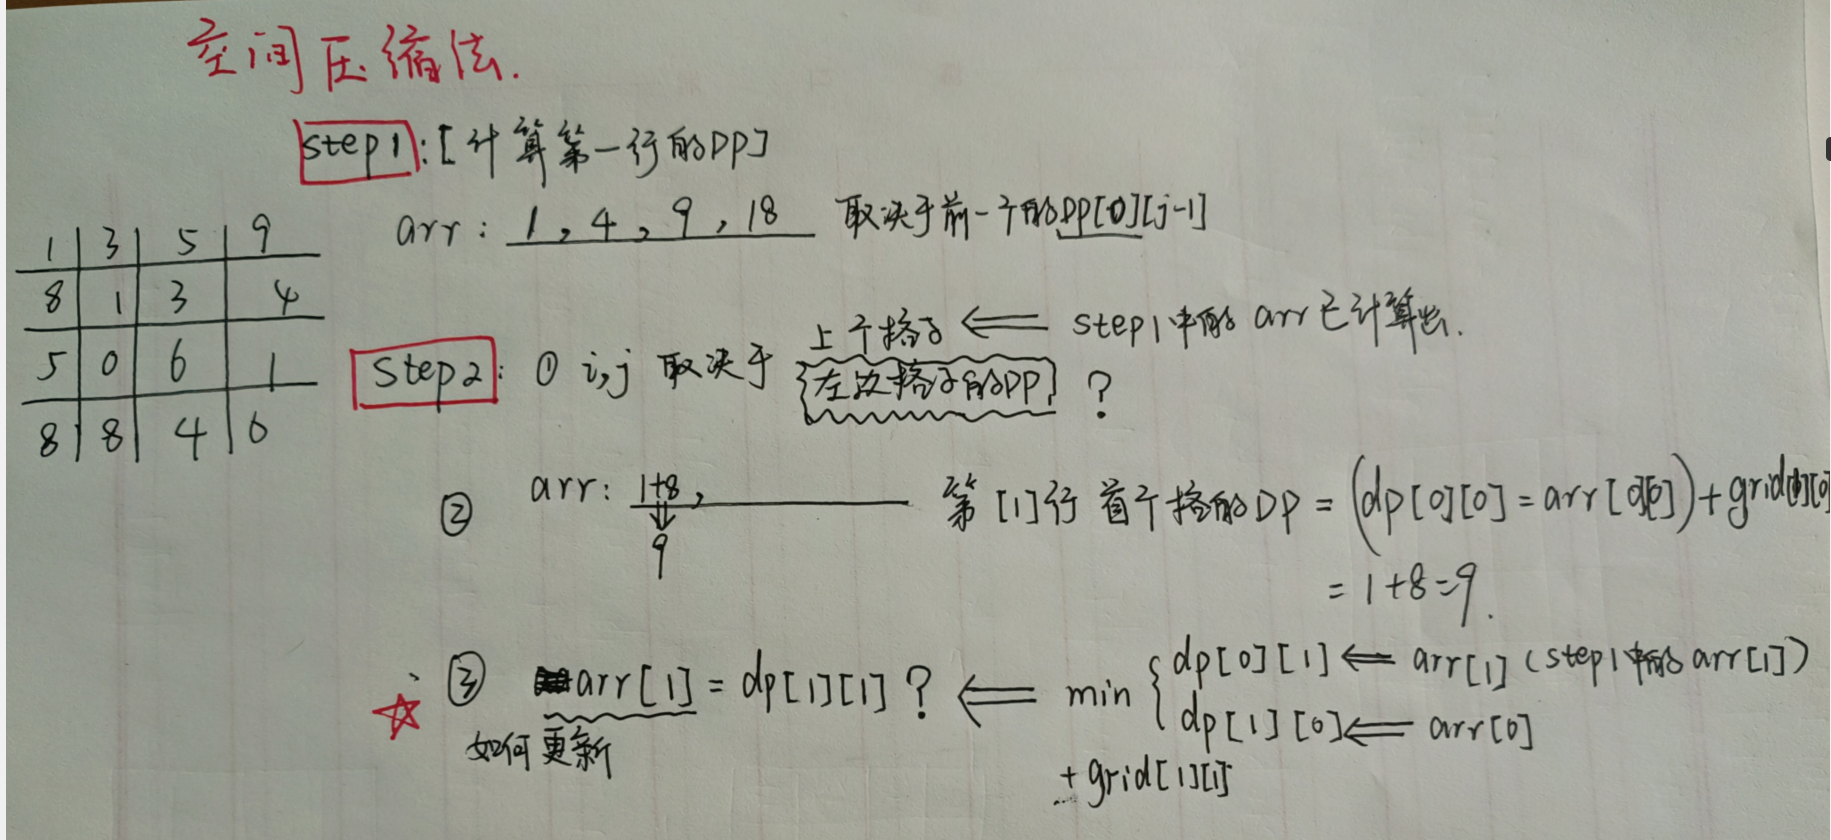 空间压缩法.
step1:[计算第一行的DP]
arr: 1,4,9,18 取决于前一个的DP[0][j-1]
1 3 5 9
8 1 3 4
5 0 6 1
8 8 4 0
上个格子 ⇐ step1中的arr已计算出.
step2: ① i,j 取决于 左边格子的DP ?
② arr: 1+8, 第[1]行首个格的DP = (dp[0][0]=arr[0][0])+grid[1][0]
⇓
9
= 1+8=9.
☆ ③ arr[1] = dp[1][1] ? ⇐ min { dp[0][1] ⇐ arr[1] (step1中的arr[1])
dp[1][0] ⇐ arr[0]
如何更新
+grid[1][1]